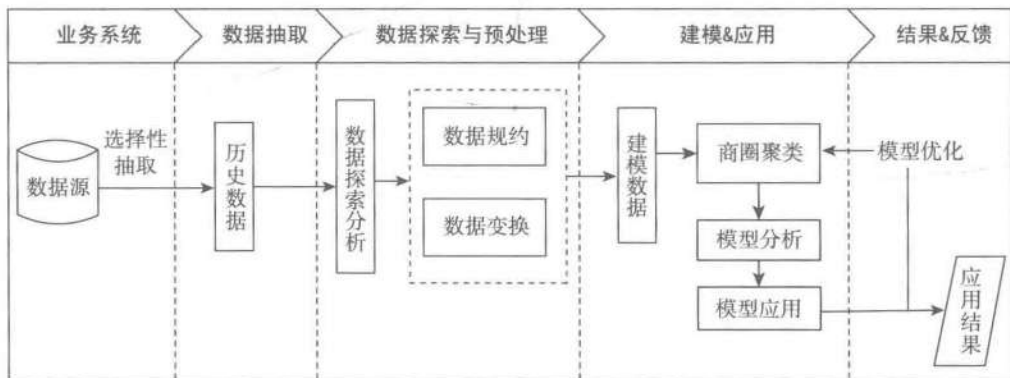 业务系统
数据抽取
数据探索与预处理
建模&应用
结果&反馈
数据源
选择性
抽取
历史数据
数据探索分析
数据规约
数据变换
建模数据
商圈聚类
模型分析
模型应用
模型优化
应用结果